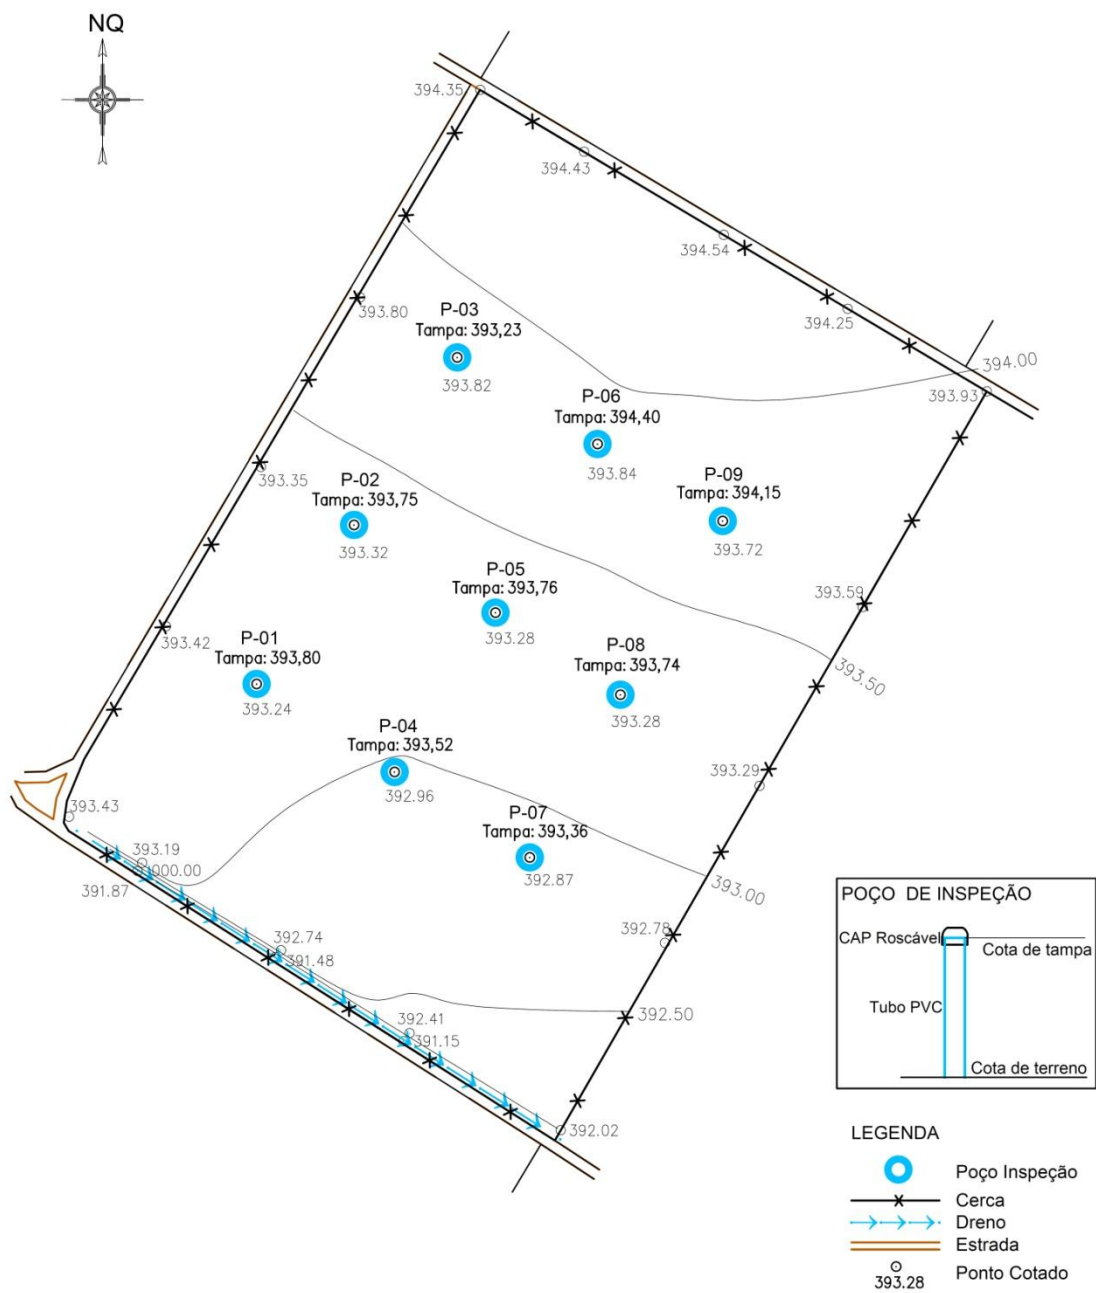 NQ
394.35
394.43
394.54
394.25
394.00
393.93
393.80
P-03
Tampa: 393,23
393.82
P-06
Tampa: 394,40
393.84
393.35
P-02
Tampa: 393,75
393.32
P-09
Tampa: 394,15
393.72
P-05
Tampa: 393,76
393.28
393.59
393.42
P-01
Tampa: 393,80
393.24
P-08
Tampa: 393,74
393.28
393.50
P-04
Tampa: 393,52
392.96
393.29
393.43
P-07
Tampa: 393,36
392.87
393.19
000.00
391.87
393.00
392.78
392.74
391.48
392.50
392.41
391.15
392.02
POÇO DE INSPEÇÃO
CAP Roscável
Cota de tampa
Tubo PVC
Cota de terreno
LEGENDA
Poço Inspeção
Cerca
Dreno
Estrada
393.28
Ponto Cotado